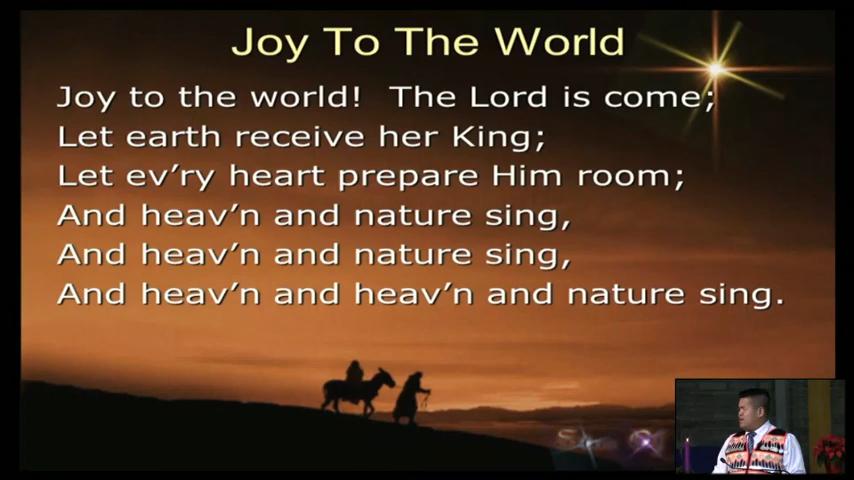 Joy To The World
Joy to the world!  The Lord is come;
Let earth receive her King;
Let ev’ry heart prepare Him room;
And heav’n and nature sing,
And heav’n and nature sing,
And heav’n and heav’n and nature sing.